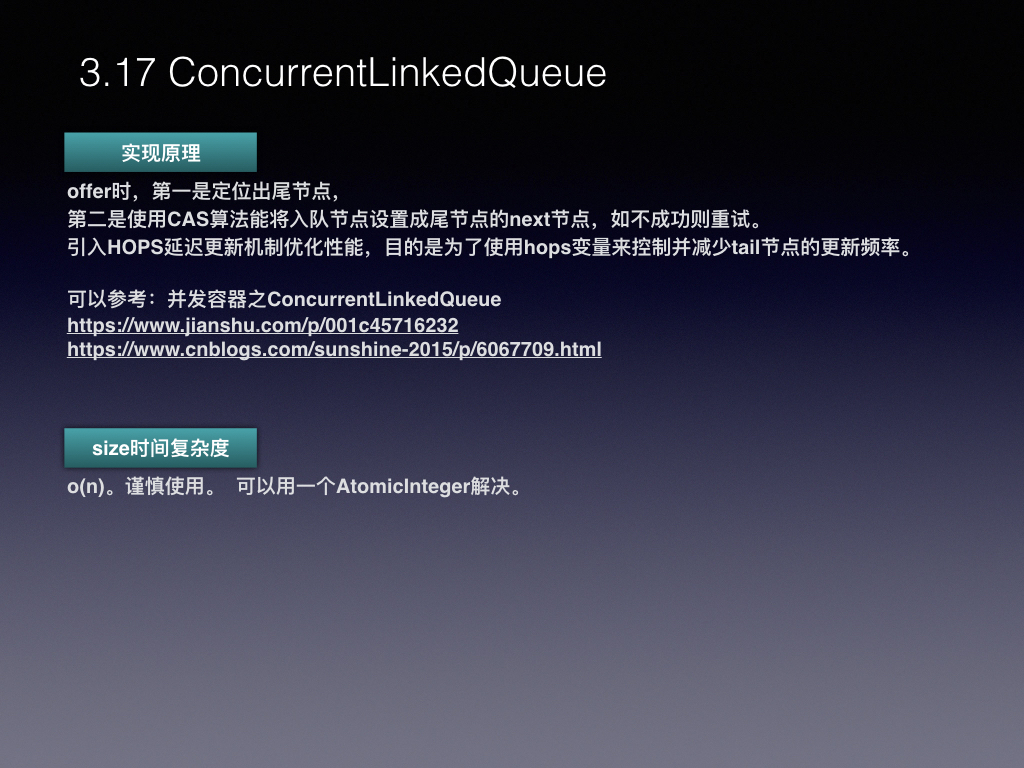 3.17 ConcurrentLinkedQueue
实现原理
offer时，第一是定位出尾节点，
第二是使用CAS算法能将入队节点设置成尾节点的next节点，如不成功则重试。
引入HOPS延迟更新机制优化性能，目的是为了使用hops变量来控制并减少tail节点的更新频率。
可以参考：并发容器之ConcurrentLinkedQueue
https://www.jianshu.com/p/001c45716232
https://www.cnblogs.com/sunshine-2015/p/6067709.html
size时间复杂度
o(n)。谨慎使用。 可以用一个AtomicInteger解决。